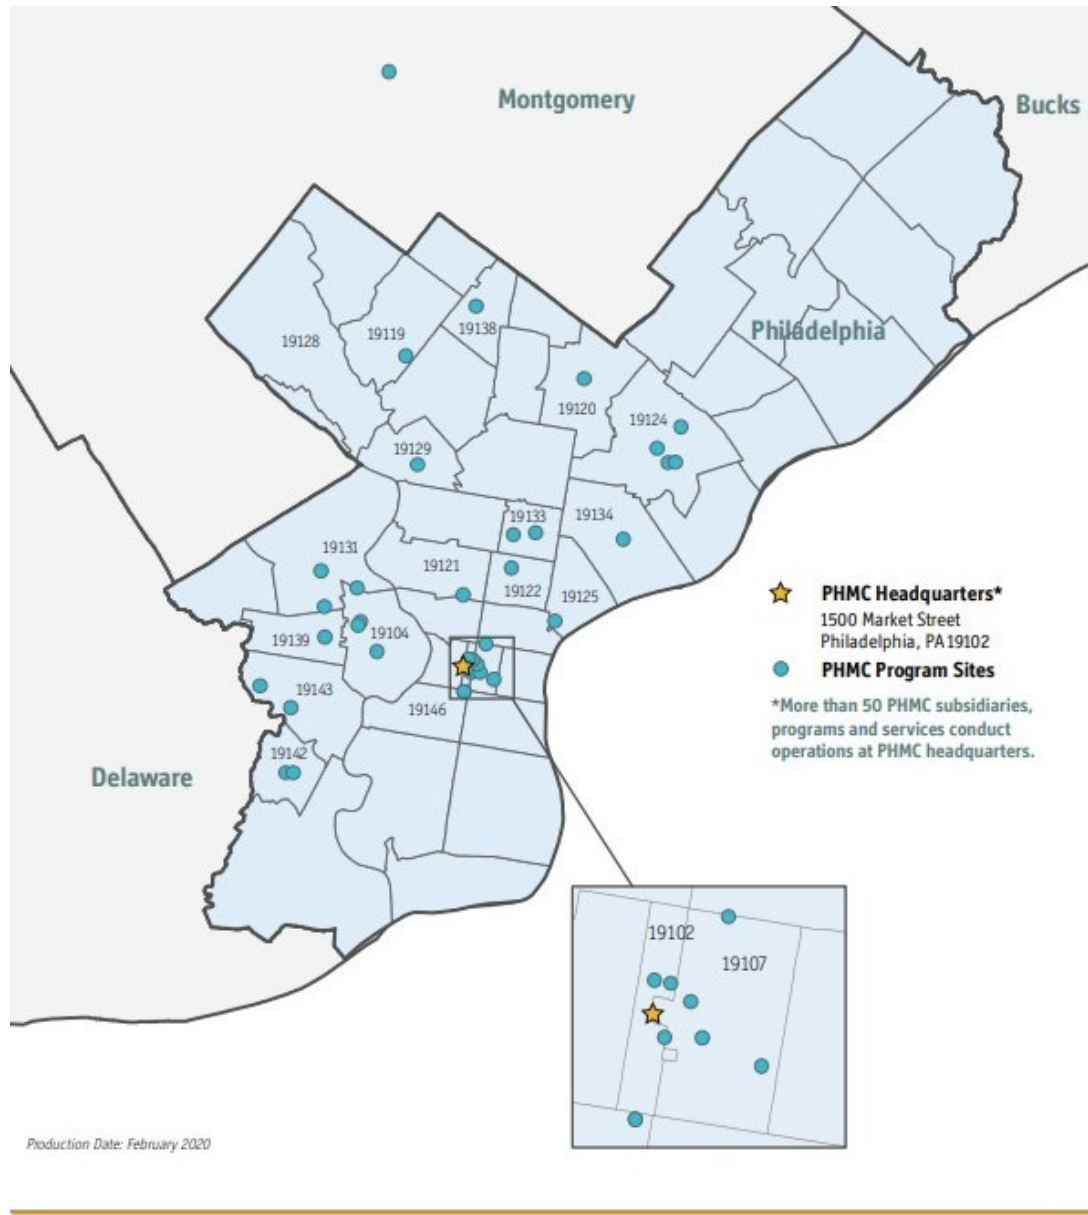 Montgomery
Bucks
Philadelphia
19128
19119
19138
19120
19124
19129
19133
19134
19131
19121
19122
19125
19139
19104
19143
19146
19142
Delaware
PHMC Headquarters*
1500 Market Street
Philadelphia, PA 19102
PHMC Program Sites
*More than 50 PHMC subsidiaries,
programs and services conduct
operations at PHMC headquarters.
19102
19107
Production Date: February 2020